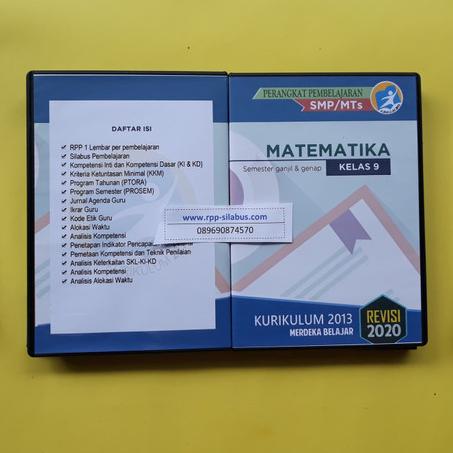 DAFTAR ISI
✔ RPP 1 Lembar per pembelajaran
✔ Silabus Pembelajaran
✔ Kompetensi Inti dan Kompetensi Dasar (KI & KD)
✔ Kriteria Ketuntasan Minimal (KKM)
✔ Program Tahunan (PTORA)
✔ Program Semester (PROSEM)
✔ Jurnal Agenda Guru
✔ Ikrar Guru
✔ Kode Etik Guru
✔ Alokasi Waktu
✔ Analisis Kompetensi
✔ Penetapan Indikator
✔ Pemetaan Kompetensi dan Teknik Penilaian
✔ Analisis Keterkaitan SKL-KI-KD
✔ Analisis Kompetensi
✔ Analisis Alokasi Waktu
www.rpp-silabus.com
089690874570
PERANGKAT PEMBELAJARAN
SMP/MTs
MATEMATIKA
Semester ganjil & genap KELAS 9
KURIKULUM 2013
MERDEKA BELAJAR
REVISI
2020